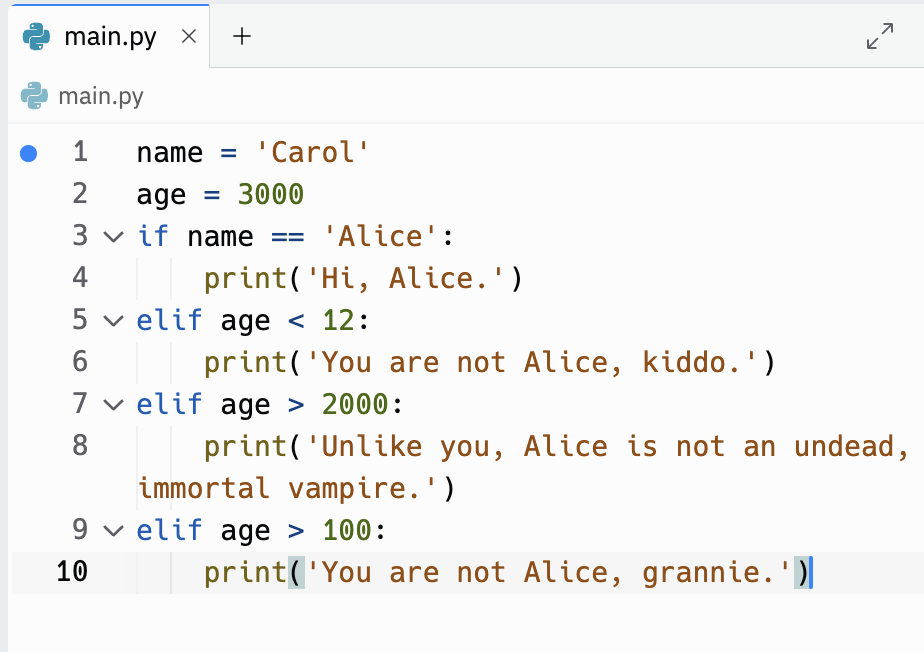 main.py
main.py
1 name = 'Carol'
2 age = 3000
3 if name == 'Alice':
4 print('Hi, Alice.')
5 elif age < 12:
6 print('You are not Alice, kiddo.')
7 elif age > 2000:
8 print('Unlike you, Alice is not an undead,
immortal vampire.')
9 elif age > 100:
10 print('You are not Alice, grannie.')